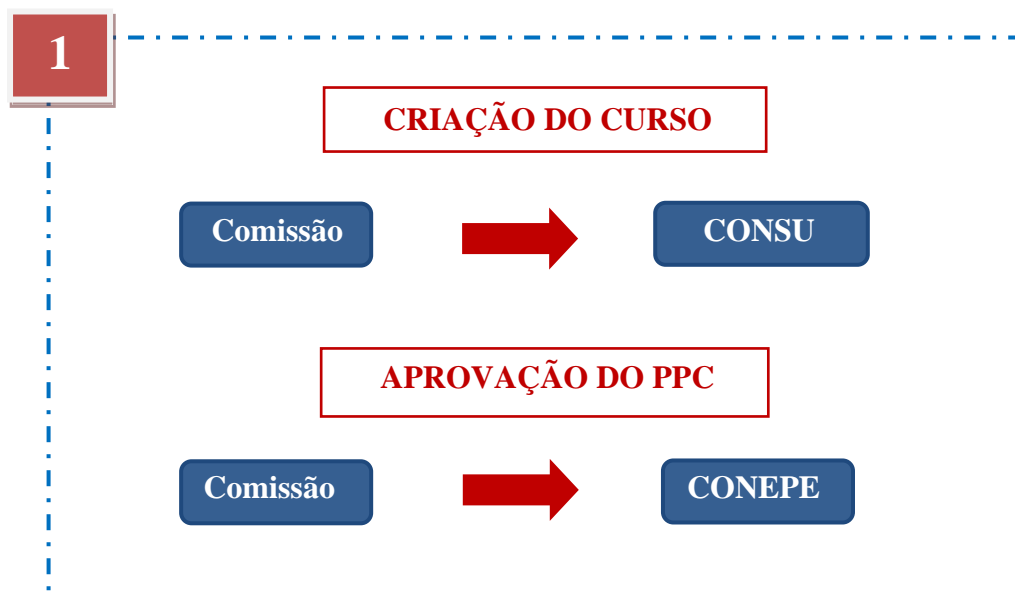 1
CRIAÇÃO DO CURSO
Comissão
CONSU
APROVAÇÃO DO PPC
Comissão
CONEPE